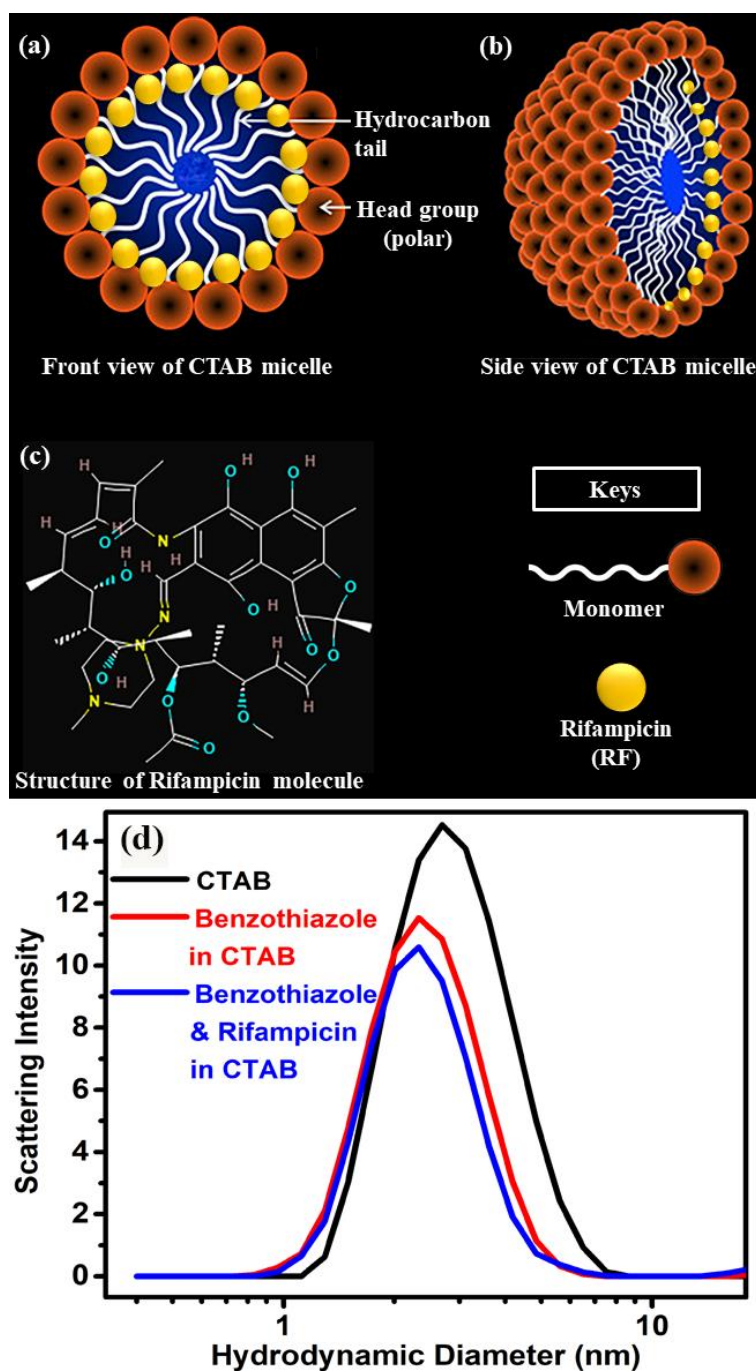 (a)
(b)
Hydrocarbon
tail
Head group
(polar)
Front view of CTAB micelle
Side view of CTAB micelle
(c)
H
H
H
O
O
H
H
O
N
H
O
H
H
H
N
O
H
O
N
O
O
H
N
H
O
O
O
H
O
Structure of Rifampicin molecule
Keys
Monomer
Rifampicin
(RF)
(d)
CTAB
Benzothiazole
in CTAB
Benzothiazole
& Rifampicin
in CTAB
Scattering Intensity
14
12
10
8
6
4
2
0
1
10
Hydrodynamic Diameter (nm)